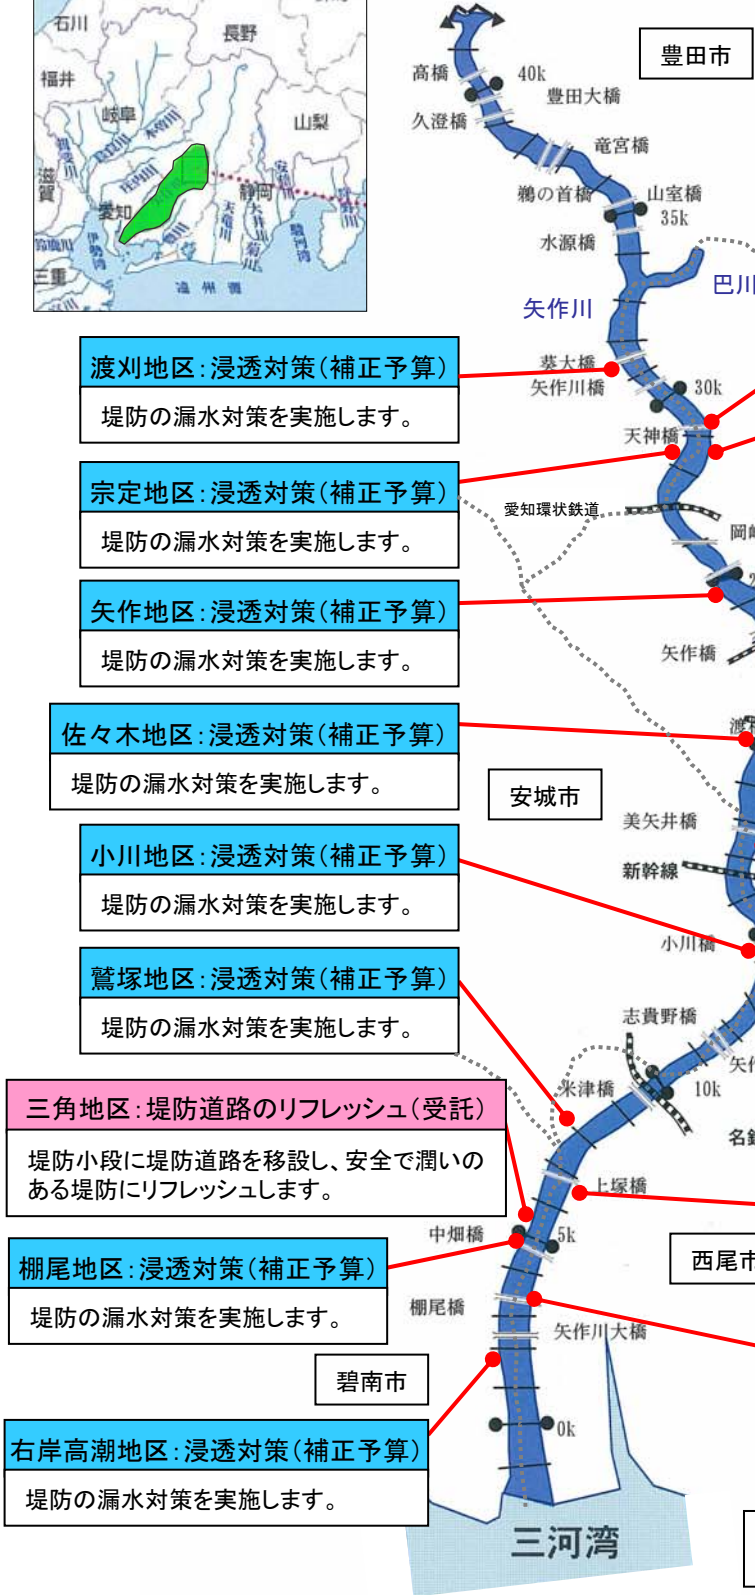 石川
長野
福井
岐阜
山梨
滋賀
静岡
愛知
三重
伊勢湾
駿河湾
天竜川
遠州灘
豊田市
高橋
40k
豊田大橋
久澄橋
竜宮橋
鵜の首橋
山室橋
35k
水源橋
巴川
矢作川
渡刈地区:浸透対策(補正予算)
堤防の漏水対策を実施します。
葵大橋
矢作川橋
30k
天神橋
宗定地区:浸透対策(補正予算)
堤防の漏水対策を実施します。
愛知環状鉄道
矢作地区:浸透対策(補正予算)
堤防の漏水対策を実施します。
矢作橋
佐々木地区:浸透対策(補正予算)
堤防の漏水対策を実施します。
安城市
美矢井橋
小川地区:浸透対策(補正予算)
堤防の漏水対策を実施します。
新幹線
小川橋
鷲塚地区:浸透対策(補正予算)
堤防の漏水対策を実施します。
志貴野橋
米津橋
10k
三角地区:堤防道路のリフレッシュ(受託)
堤防小段に堤防道路を移設し、安全で潤いの
ある堤防にリフレッシュします。
上塚橋
中畑橋
5k
西尾市
棚尾地区:浸透対策(補正予算)
堤防の漏水対策を実施します。
棚尾橋
矢作川大橋
碧南市
右岸高潮地区:浸透対策(補正予算)
堤防の漏水対策を実施します。
0k
三河湾